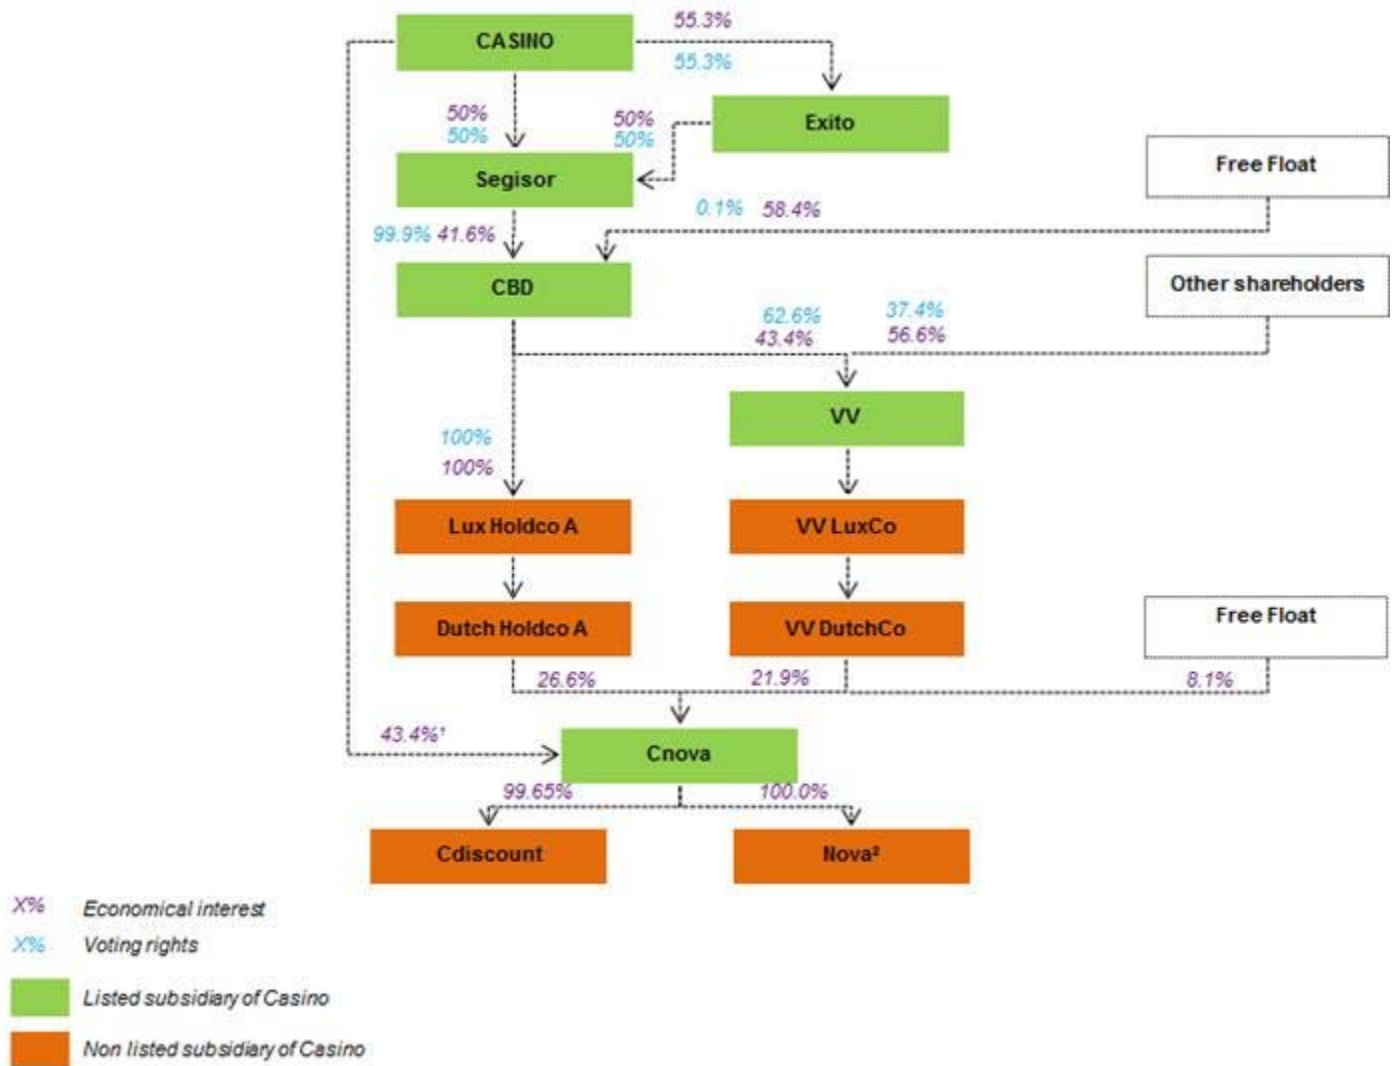 55.3%
CASINO
55.3%
50%
50%
50%
50%
Exito
Free Float
Segisor
0.1% 58.4%
99.9% 41.6%
CBD
Other shareholders
62.6%
37.4%
43.4%
56.6%
VV
100%
100%
Lux Holdco A
VV LuxCo
Dutch Holdco A
VV DutchCo
Free Float
26.6%
21.9%
8.1%
43.4%¹
Cnova
99.65%
100.0%
Cdiscount
Nova²
X% Economical interest
X% Voting rights
Listed subsidiary of Casino
Non listed subsidiary of Casino